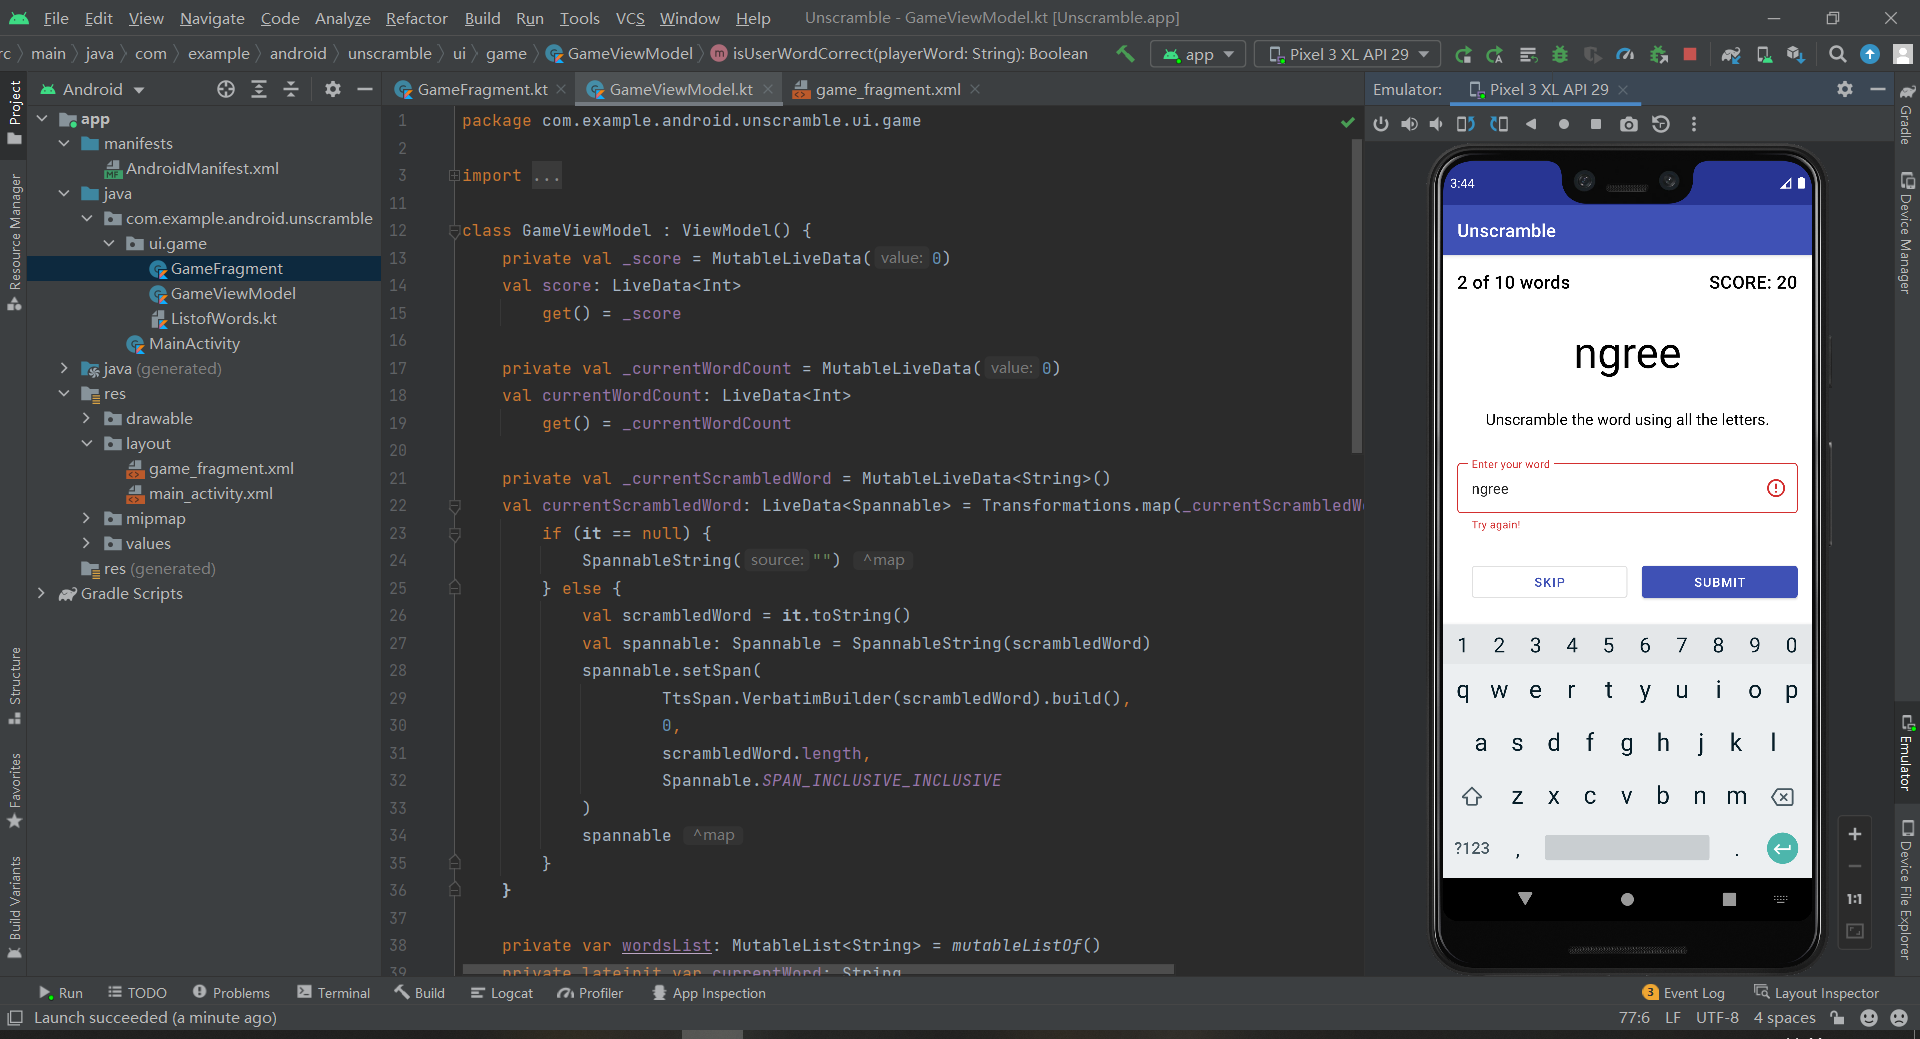 File Edit View Navigate Code Analyze Refactor Build Run Tools VCS Window Help Unscramble - GameViewModel.kt [Unscramble.app]
rc main java com example android unscramble ui game GameViewModel isUserWordCorrect(playerWord: String): Boolean app Pixel 3 XL API 29
Project
Resource Manager
Structure
Favorites
Build Variants
Android
app
manifests
AndroidManifest.xml
java
com.example.android.unscramble
ui.game
GameFragment
GameViewModel
ListofWords.kt
MainActivity
java (generated)
res
drawable
layout
game_fragment.xml
main_activity.xml
mipmap
values
res (generated)
Gradle Scripts
GameFragment.kt GameViewModel.kt game_fragment.xml
1 package com.example.android.unscramble.ui.game
2
3 import ...
11
12 class GameViewModel : ViewModel() {
13 private val _score = MutableLiveData( value: 0)
14 val score: LiveData<Int>
15 get() = _score
16
17 private val _currentWordCount = MutableLiveData( value: 0)
18 val currentWordCount: LiveData<Int>
19 get() = _currentWordCount
20
21 private val _currentScrambledWord = MutableLiveData<String>()
22 val currentScrambledWord: LiveData<Spannable> = Transformations.map(_currentScrambledW
23 if (it == null) {
24 SpannableString( source: "") ^map
25 } else {
26 val scrambledWord = it.toString()
27 val spannable: Spannable = SpannableString(scrambledWord)
28 spannable.setSpan(
29 TtsSpan.VerbatimBuilder(scrambledWord).build(),
30 0,
31 scrambledWord.length,
32 Spannable.SPAN_INCLUSIVE_INCLUSIVE
33 )
34 spannable ^map
35 }
36 }
37
38 private var wordsList: MutableList<String> = mutableListOf()
39 private lateinit var currentWord: String
Emulator: Pixel 3 XL API 29
3:44
Unscramble
2 of 10 words SCORE: 20
ngree
Unscramble the word using all the letters.
Enter your word
ngree
Try again!
SKIP SUBMIT
1 2 3 4 5 6 7 8 9 0
q w e r t y u i o p
a s d f g h j k l
z x c v b n m
?123 , .
1:1
Gradle
Device Manager
Emulator
Device File Explorer
Run TODO Problems Terminal Build Logcat Profiler App Inspection 3 Event Log Layout Inspector
Launch succeeded (a minute ago) 77:6 LF UTF-8 4 spaces